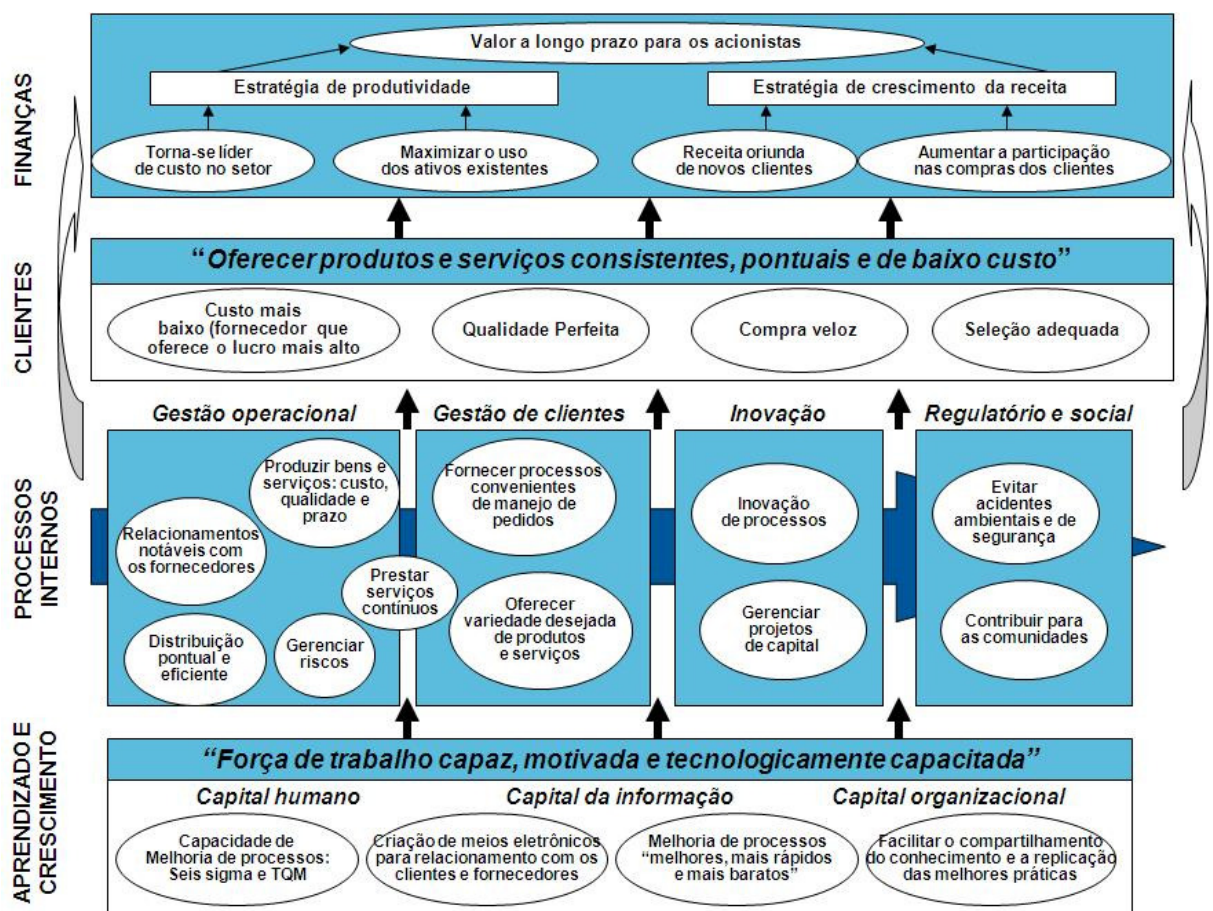 FINANÇAS
Valor a longo prazo para os acionistas
Estratégia de produtividade
Estratégia de crescimento da receita
Torna-se líder
de custo no setor
Maximizar o uso
dos ativos existentes
Receita oriunda
de novos clientes
Aumentar a participação
nas compras dos clientes
CLIENTES
“Oferecer produtos e serviços consistentes, pontuais e de baixo custo”
Custo mais
baixo (fornecedor que
oferece o lucro mais alto
Qualidade Perfeita
Compra veloz
Seleção adequada
PROCESSOS
INTERNOS
Gestão operacional
Produzir bens e
serviços: custo,
qualidade e
prazo
Relacionamentos
notáveis com
os fornecedores
Prestar
serviços
contínuos
Distribuição
pontual e
eficiente
Gerenciar
riscos
Gestão de clientes
Fornecer processos
convenientes
de manejo de
pedidos
Oferecer
variedade desejada
de produtos
e serviços
Inovação
Inovação
de processos
Gerenciar
projetos
de capital
Regulatório e social
Evitar
acidentes
ambientais e de
segurança
Contribuir para
as comunidades
APRENDIZADO E
CRESCIMENTO
“Força de trabalho capaz, motivada e tecnologicamente capacitada”
Capital humano
Capital da informação
Capital organizacional
Capacidade de
Melhoria de processos:
Seis sigma e TQM
Criação de meios eletrônicos
para relacionamento com os
clientes e fornecedores
Melhoria de processos
“melhores, mais rápidos
e mais baratos”
Facilitar o compartilhamento
do conhecimento e a replicação
das melhores práticas